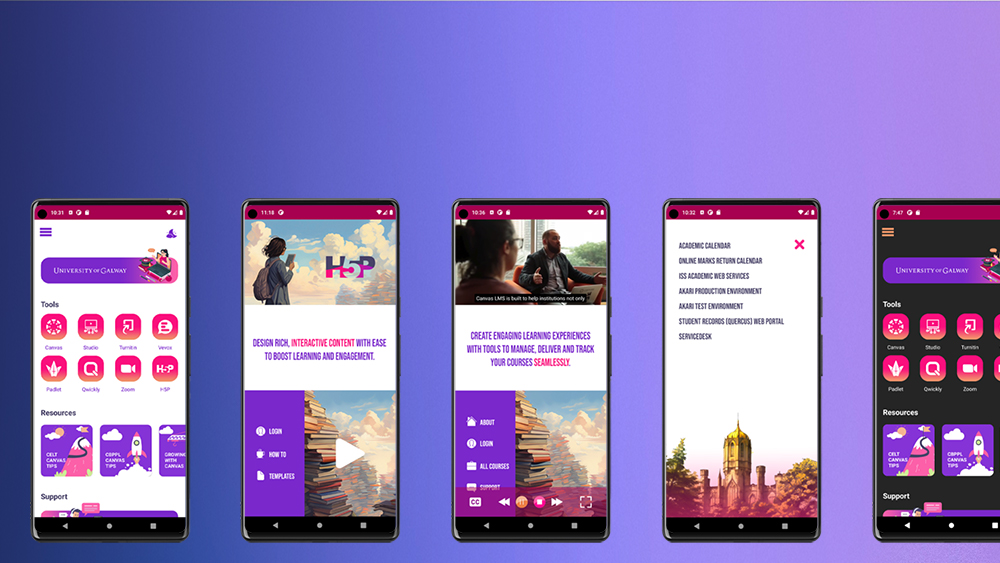 10:31
UNIVERSITY OF GALWAY
Tools
Canvas
Studio
Turnitin
Vevox
Padlet
Qwickly
Zoom
H5P
Resources
CELT
CANVAS
TIPS
CBPPL
CANVAS
TIPS
GROWING
WITH
CANVAS
Support
11:18
H5P
DESIGN RICH, INTERACTIVE CONTENT WITH EASE
TO BOOST LEARNING AND ENGAGEMENT.
LOGIN
HOW TO
TEMPLATES
10:36
Canvas LMS is built to help institutions not only
CREATE ENGAGING LEARNING EXPERIENCES
WITH TOOLS TO MANAGE, DELIVER AND TRACK
YOUR COURSES SEAMLESSLY.
ABOUT
LOGIN
ALL COURSES
SUPPORT
CC
10:32
ACADEMIC CALENDAR
ONLINE MARKS RETURN CALENDAR
ISS ACADEMIC WEB SERVICES
AKARI PRODUCTION ENVIRONMENT
AKARI TEST ENVIRONMENT
STUDENT RECORDS (QUERCUS) WEB PORTAL
SERVICEDESK
7:47
UNIVERSITY OF GALWAY
Tools
Canvas
Studio
Turnitin
Padlet
Qwickly
Zoom
Resources
CELT
CANVAS
TIPS
CBPPL
CANVAS
TIPS
Support